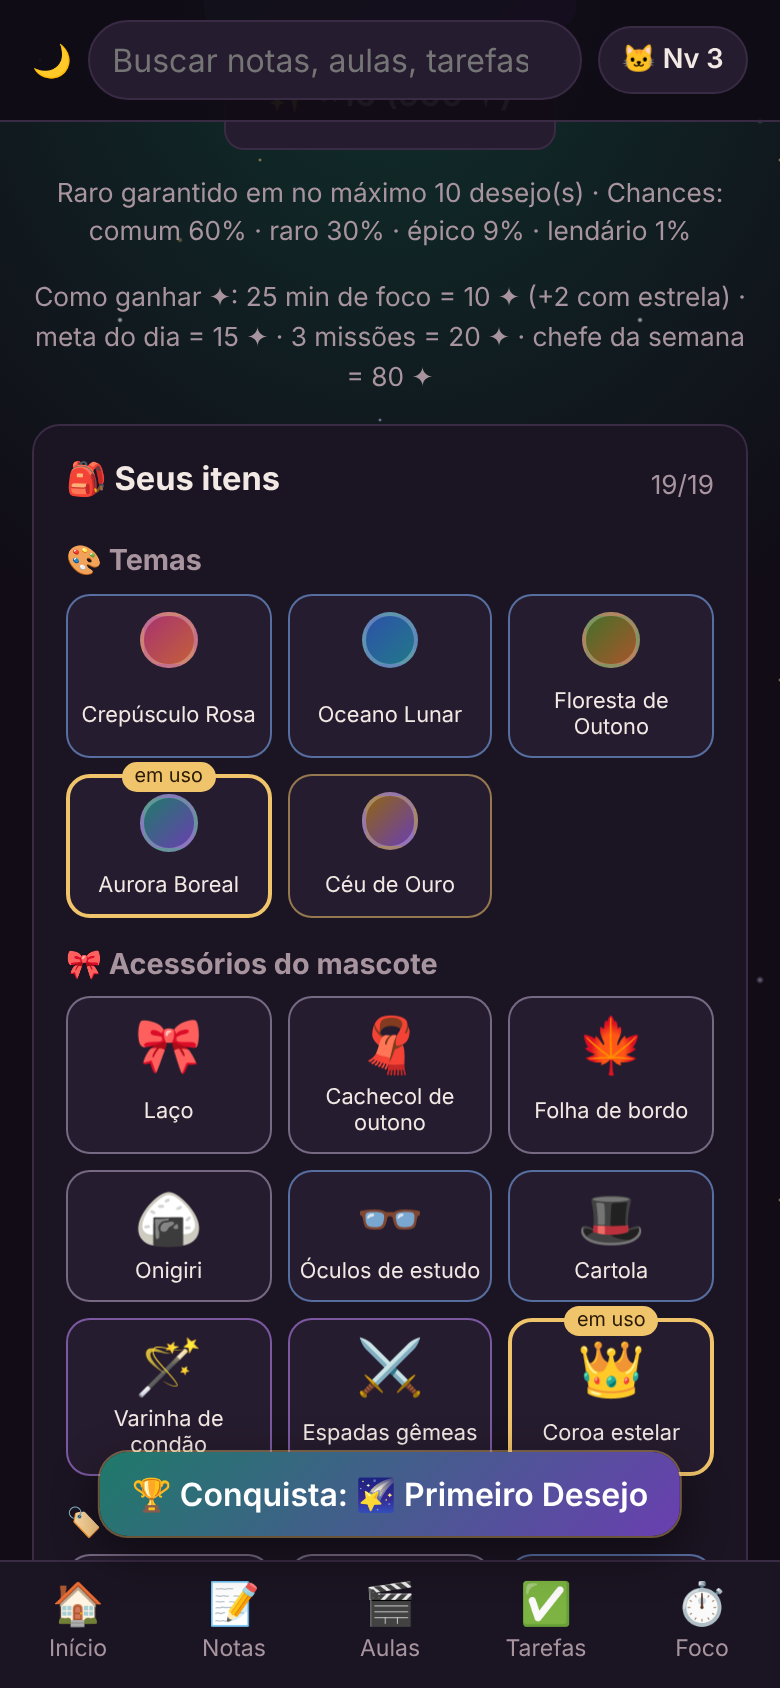 Buscar notas, aulas, tarefas
Nv 3
Raro garantido em no máximo 10 desejo(s) · Chances:
comum 60% · raro 30% · épico 9% · lendário 1%
Como ganhar ✦: 25 min de foco = 10 ✦ (+2 com estrela) ·
meta do dia = 15 ✦ · 3 missões = 20 ✦ · chefe da semana
= 80 ✦
Seus itens
19/19
Temas
Crepúsculo Rosa
Oceano Lunar
Floresta de
Outono
em uso
Aurora Boreal
Céu de Ouro
Acessórios do mascote
Laço
Cachecol de
outono
Folha de bordo
Onigiri
Óculos de estudo
Cartola
em uso
Varinha de
condão
Espadas gêmeas
Coroa estelar
Conquista: 🌠 Primeiro Desejo
Início
Notas
Aulas
Tarefas
Foco